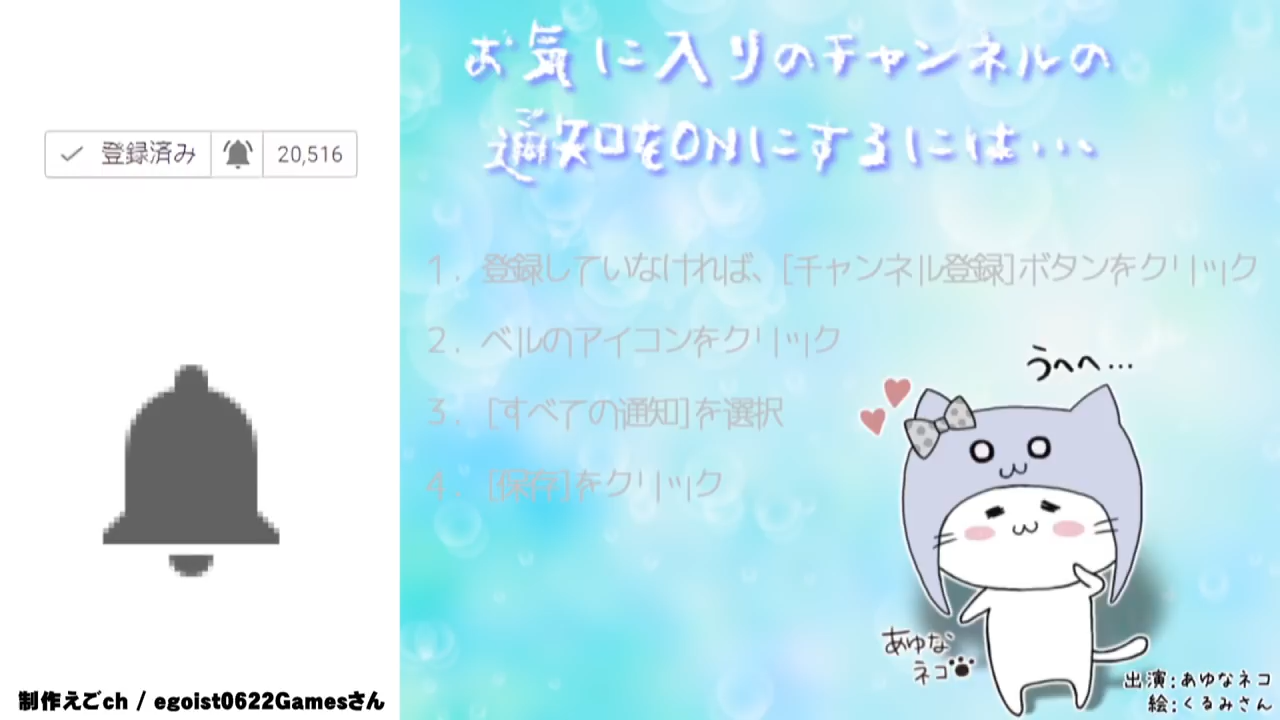 お気に入りのチャンネルの
通知をONにするには・・・
登録済み 20,516
1. 登録していなければ、[チャンネル登録]ボタンをクリック
2. ベルのアイコンをクリック
3. [すべての通知]を選択
4. [保存]をクリック
うへへ…
あゆな
ネコ
出演:あゆなネコ
絵:くるみさん
制作えごch / egoist0622Gamesさん